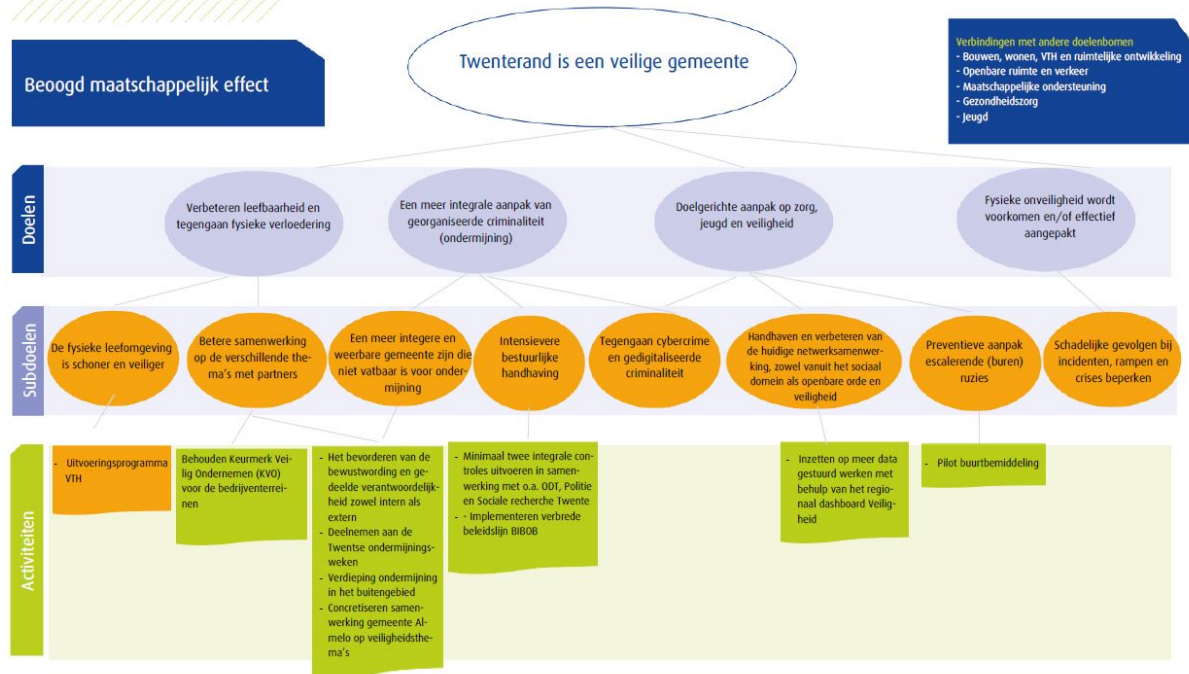 Beoogd maatschappelijk effect
Twenterand is een veilige gemeente
Verbindingen met andere doelenbomen
- Bouwen, wonen, VTH en ruimtelijke ontwikkeling
- Openbare ruimte en verkeer
- Maatschappelijke ondersteuning
- Gezondheidszorg
- Jeugd
Doelen
Verbeteren leefbaarheid en
tegengaan fysieke verloedering
Een meer integrale aanpak van
georganiseerde criminaliteit
(ondermijning)
Doelgerichte aanpak op zorg,
jeugd en veiligheid
Fysieke onveiligheid wordt
voorkomen en/of effectief
aangepakt
Subdoelen
De fysieke leefomgeving
is schoner en veiliger
Betere samenwerking
op de verschillende the-
ma's met partners
Een meer integere en
weerbare gemeente zijn die
niet vatbaar is voor onder-
mijning
Intensievere
bestuurlijke
handhaving
Tegengaan cybercrime
en gedigitaliseerde
criminaliteit
Handhaven en verbeteren van
de huidige netwerksamenwer-
king, zowel vanuit het sociaal
domein als openbare orde en
veiligheid
Preventieve aanpak
escalerende (buren)
ruzies
Schadelijke gevolgen bij
incidenten, rampen en
crises beperken
Activiteiten
- Uitvoeringsprogramma
VTH
Behouden Keurmerk Vei-
lig Ondernemen (KVO)
voor de bedrijventerrei-
nen
- Het bevorderen van de
bewustwording en ge-
deelde verantwoordelijk-
heid zowel intern als
extern
- Deelnemen aan de
Twentse ondermijnings-
weken
- Verdieping ondermijning
in het buitengebied
- Concretiseren samen-
werking gemeente Al-
melo op veiligheidsthe-
ma's
- Minimaal twee integrale con-
troles uitvoeren in samen-
werking met o.a. ODT, Politie
en Sociale recherche Twente
- - Implementeren verbrede
beleidslijn BIBOB
- Inzetten op meer data
gestuurd werken met
behulp van het regio-
naal dashboard Veilig-
heid
- Pilot buurtbemiddeling